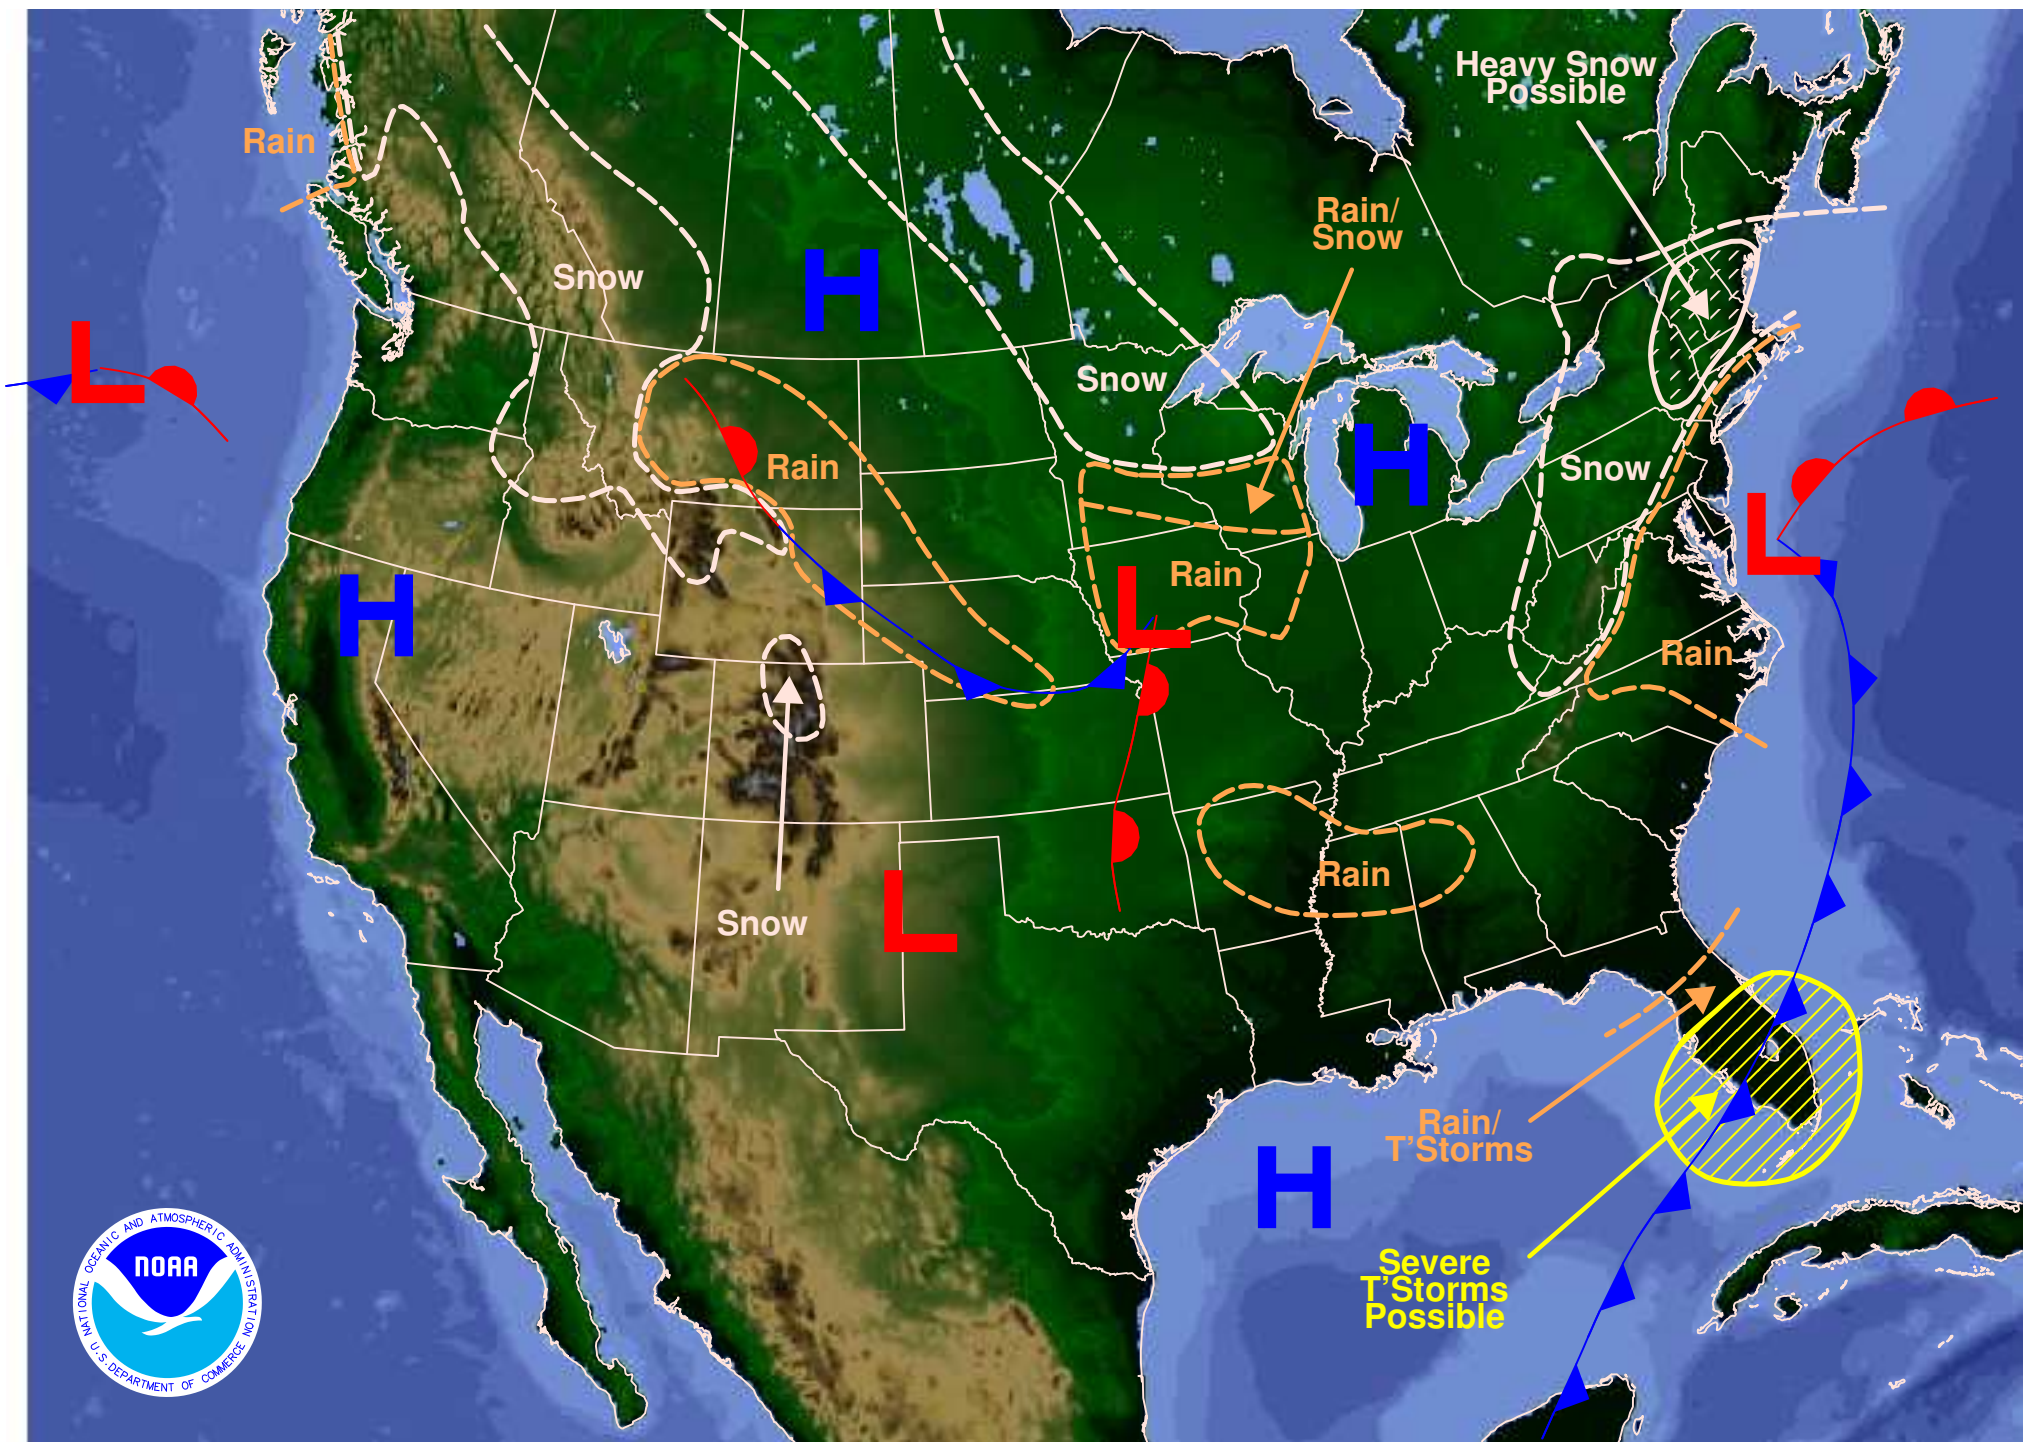 Heavy Snow
Possible
Rain
Rain/
Snow
Snow
H
L
Snow
H
Rain
Snow
L
H
Rain
L
Rain
Rain
Snow
L
Rain/
T'Storms
H
Severe
T'Storms
Possible
NATIONAL OCEANIC AND ATMOSPHERIC ADMINISTRATION
NOAA
U.S. DEPARTMENT OF COMMERCE